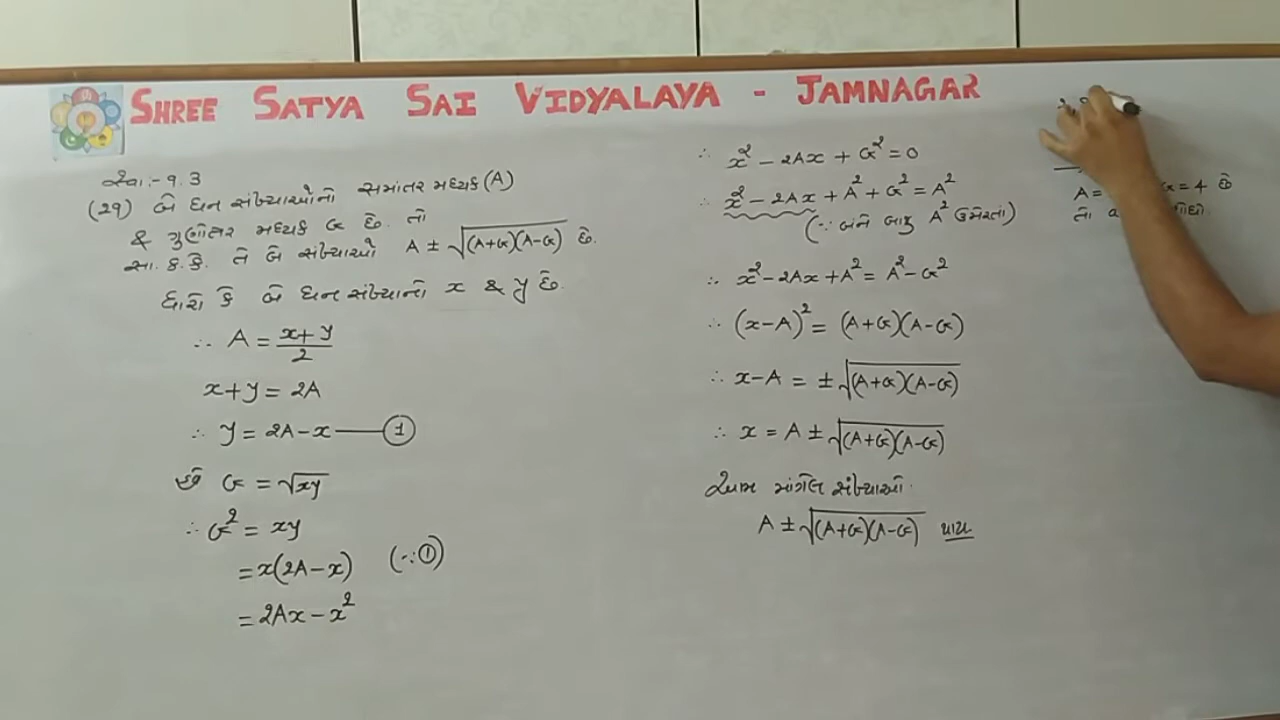 SHREE SATYA SAI VIDYALAYA - JAMNAGAR
સ્વા:- ૧.3
(29) બે ધન સંખ્યાઓનો સમાંતર મધ્યક (A)
& ગુણોત્તર મધ્યક G છે. તો
સા.ક.કે. તે બે સંખ્યાઓ A ± √(A+G)(A-G) છે.
ધારો કે બે ધન સંખ્યાનો x & y છે.
∴ A = x+y / 2
x+y = 2A
∴ y = 2A-x —— ①
G = √xy
∴ G² = xy
= x(2A-x) (∵①)
= 2Ax - x²
∴ x² - 2Ax + G² = 0
∴ x² - 2Ax + A² + G² = A²
(∵ બંને બાજુ A² ઉમેરતાં)
∴ x² - 2Ax + A² = A² - G²
∴ (x-A)² = (A+G)(A-G)
∴ x-A = ± √(A+G)(A-G)
∴ x = A ± √(A+G)(A-G)
આમ માંગેલ સંખ્યાઓ
A ± √(A+G)(A-G) થાય
A = G = 4 છે
તો શોધો.